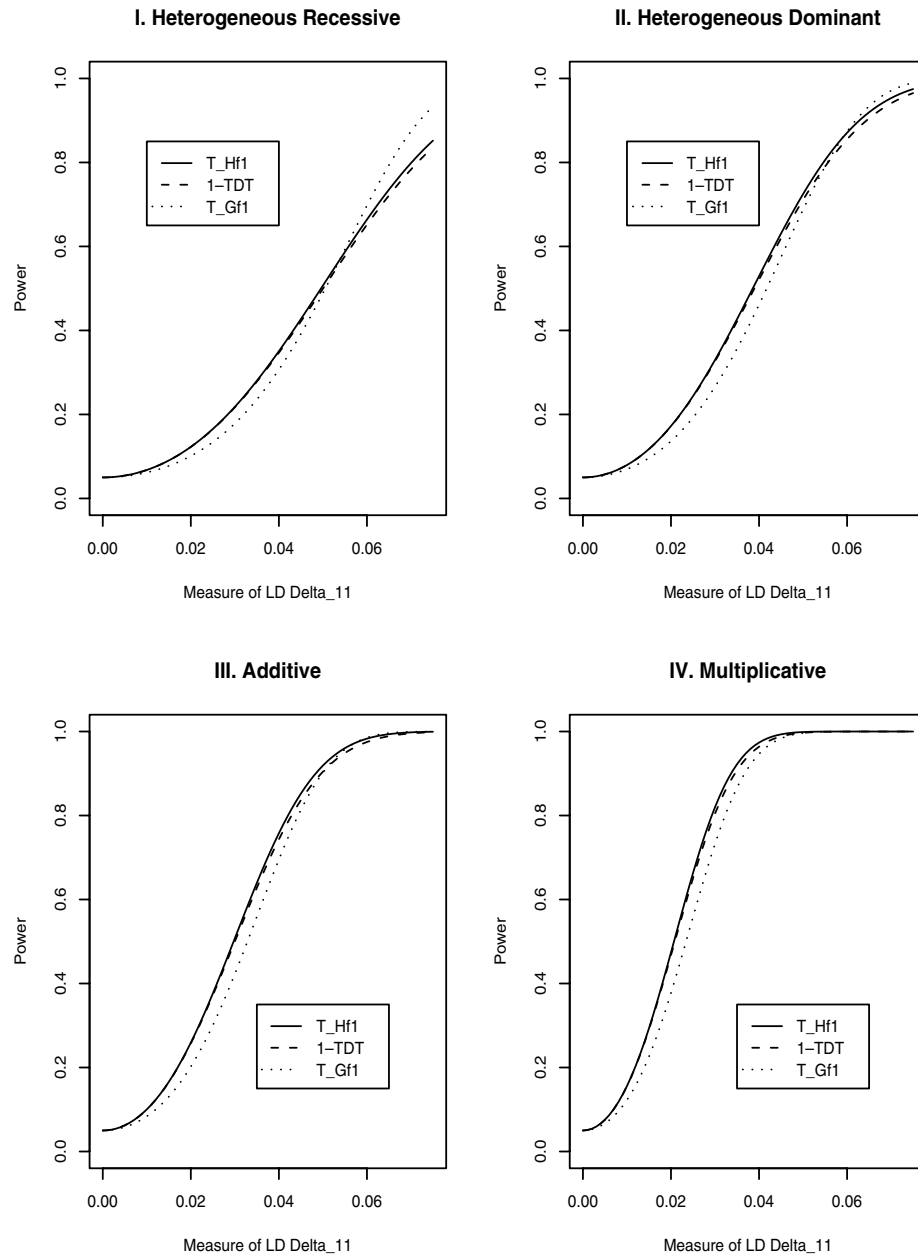 I. Heterogeneous Recessive
Power
0.0 0.2 0.4 0.6 0.8 1.0
T_Hf1
1−TDT
T_Gf1
0.00 0.02 0.04 0.06
Measure of LD Delta_11
II. Heterogeneous Dominant
Power
0.0 0.2 0.4 0.6 0.8 1.0
T_Hf1
1−TDT
T_Gf1
0.00 0.02 0.04 0.06
Measure of LD Delta_11
III. Additive
Power
0.0 0.2 0.4 0.6 0.8 1.0
T_Hf1
1−TDT
T_Gf1
0.00 0.02 0.04 0.06
Measure of LD Delta_11
IV. Multiplicative
Power
0.0 0.2 0.4 0.6 0.8 1.0
T_Hf1
1−TDT
T_Gf1
0.00 0.02 0.04 0.06
Measure of LD Delta_11